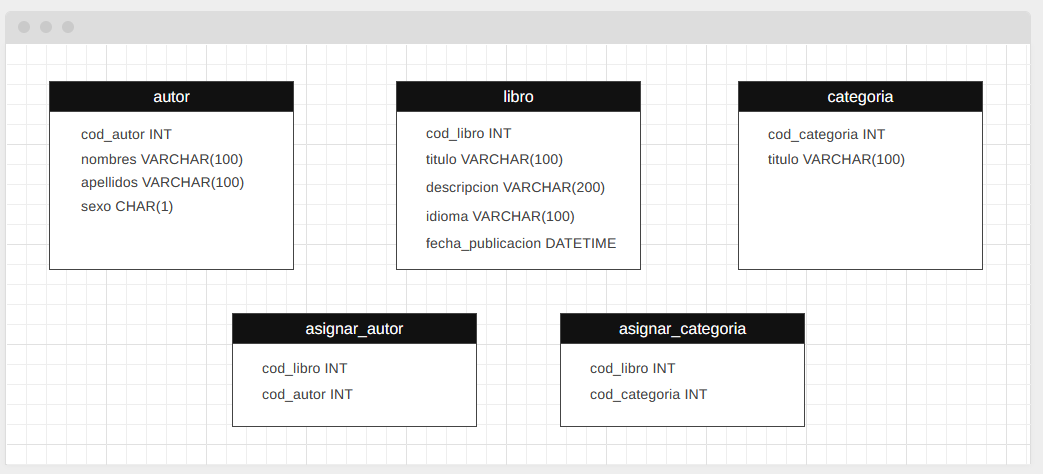 autor
cod_autor INT
nombres VARCHAR(100)
apellidos VARCHAR(100)
sexo CHAR(1)
libro
cod_libro INT
titulo VARCHAR(100)
descripcion VARCHAR(200)
idioma VARCHAR(100)
fecha_publicacion DATETIME
categoria
cod_categoria INT
titulo VARCHAR(100)
asignar_autor
cod_libro INT
cod_autor INT
asignar_categoria
cod_libro INT
cod_categoria INT